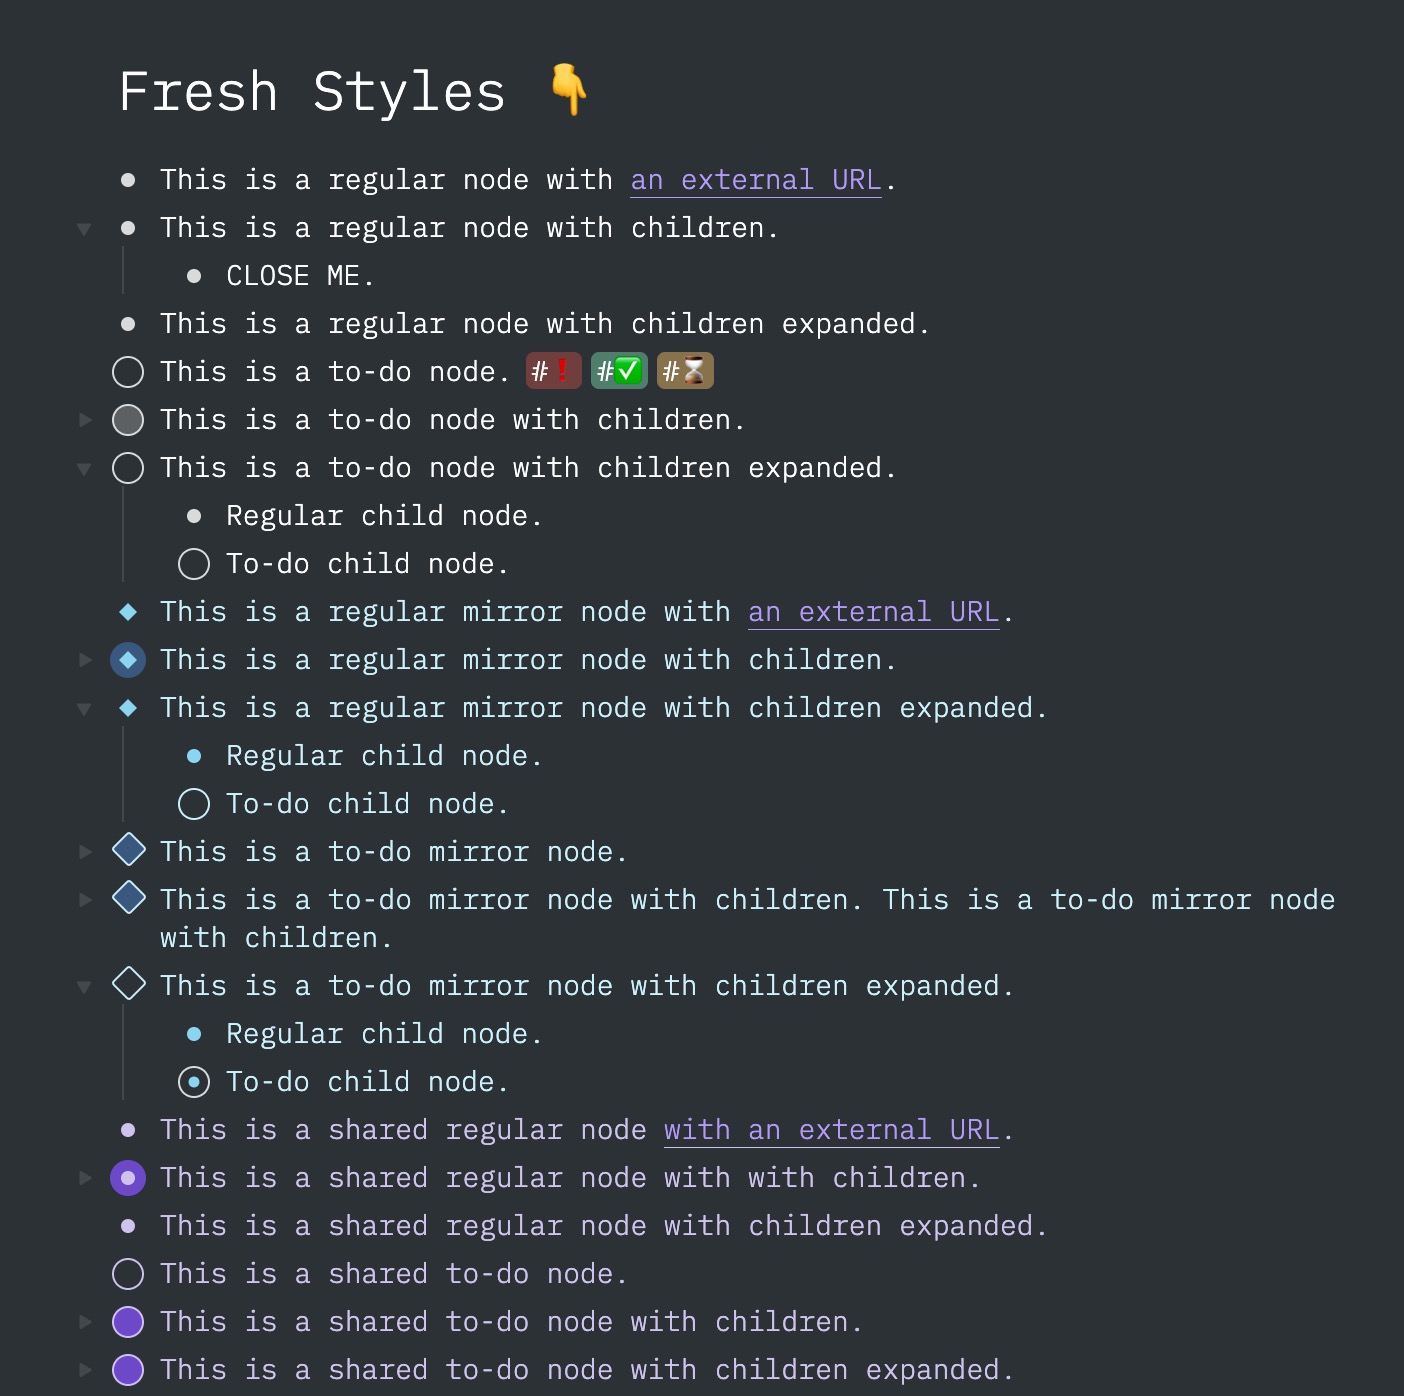 Fresh Styles 👇
This is a regular node with an external URL.
This is a regular node with children.
CLOSE ME.
This is a regular node with children expanded.
This is a to-do node. #❗ #✅ #⌛
This is a to-do node with children.
This is a to-do node with children expanded.
Regular child node.
To-do child node.
This is a regular mirror node with an external URL.
This is a regular mirror node with children.
This is a regular mirror node with children expanded.
Regular child node.
To-do child node.
This is a to-do mirror node.
This is a to-do mirror node with children. This is a to-do mirror node
with children.
This is a to-do mirror node with children expanded.
Regular child node.
To-do child node.
This is a shared regular node with an external URL.
This is a shared regular node with with children.
This is a shared regular node with children expanded.
This is a shared to-do node.
This is a shared to-do node with children.
This is a shared to-do node with children expanded.